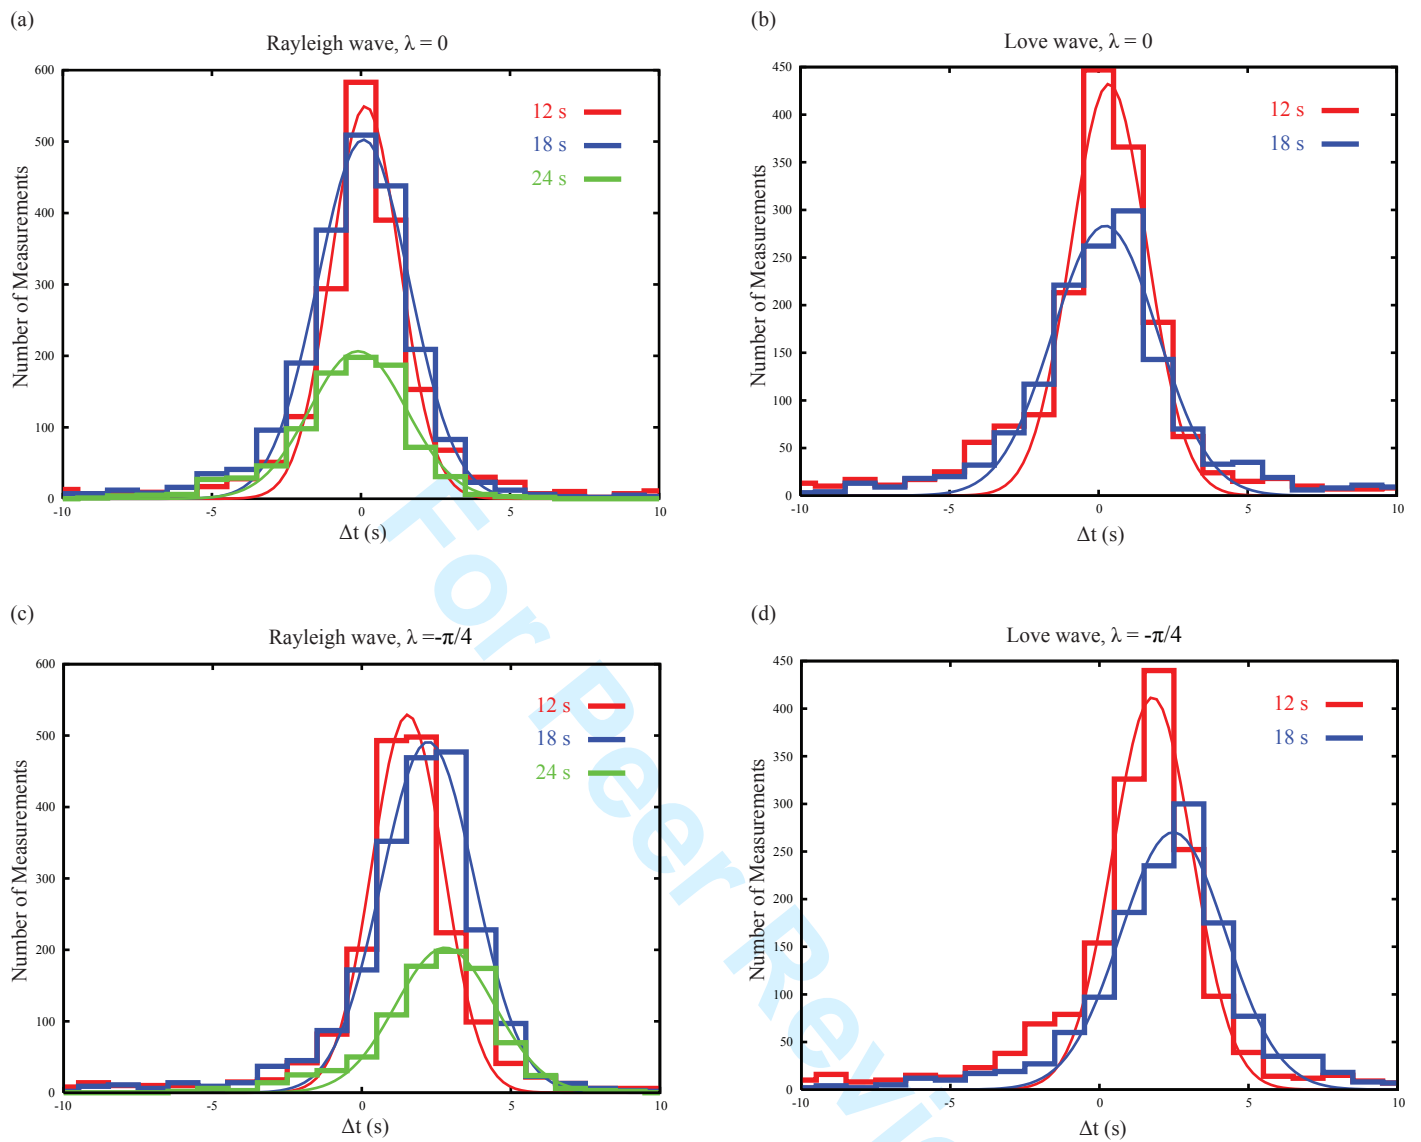 (a)
Rayleigh wave, λ = 0
600
500
400
300
200
100
0
-10 -5 0 5 10
Number of Measurements
Δt (s)
12 s
18 s
24 s
(b)
Love wave, λ = 0
450
400
350
300
250
200
150
100
50
0
-10 -5 0 5 10
Number of Measurements
Δt (s)
12 s
18 s
(c)
Rayleigh wave, λ =-π/4
600
500
400
300
200
100
0
-10 -5 0 5 10
Number of Measurements
Δt (s)
12 s
18 s
24 s
(d)
Love wave, λ = -π/4
450
400
350
300
250
200
150
100
50
0
-10 -5 0 5 10
Number of Measurements
Δt (s)
12 s
18 s
For Peer Revie